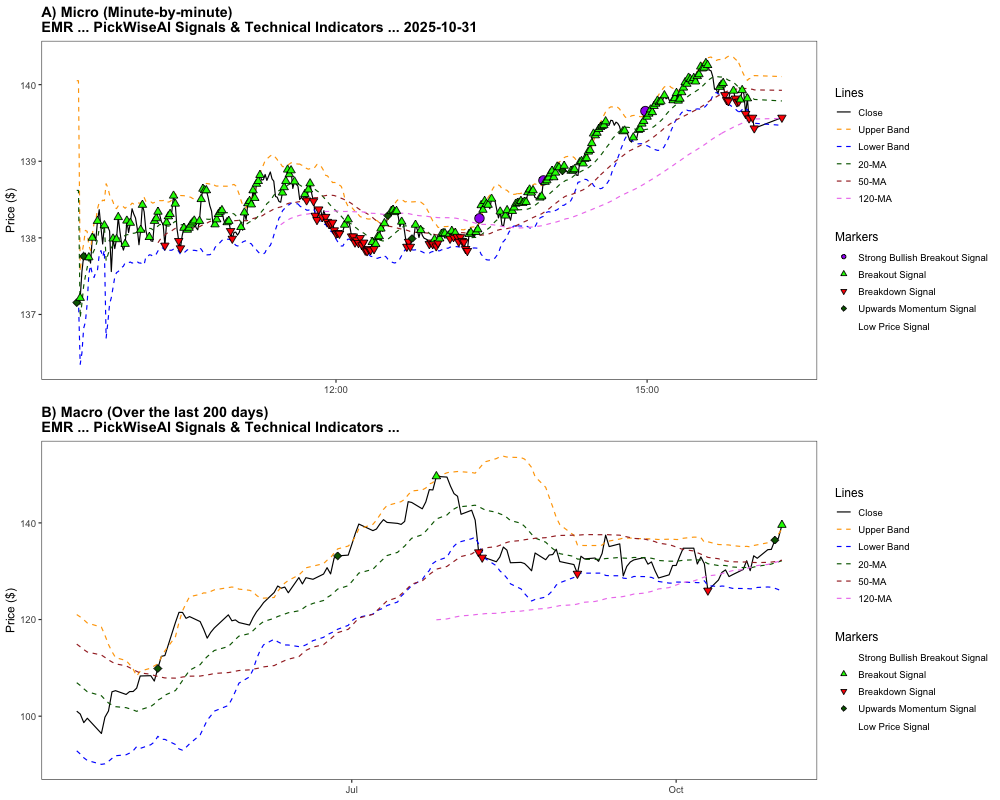 A) Micro (Minute-by-minute)
EMR ... PickWiseAI Signals & Technical Indicators ... 2025-10-31
Price ($)
140
139
138
137
12:00
15:00
Lines
Close
Upper Band
Lower Band
20-MA
50-MA
120-MA
Markers
Strong Bullish Breakout Signal
Breakout Signal
Breakdown Signal
Upwards Momentum Signal
Low Price Signal
B) Macro (Over the last 200 days)
EMR ... PickWiseAI Signals & Technical Indicators ...
Price ($)
140
120
100
Jul
Oct
Lines
Close
Upper Band
Lower Band
20-MA
50-MA
120-MA
Markers
Strong Bullish Breakout Signal
Breakout Signal
Breakdown Signal
Upwards Momentum Signal
Low Price Signal